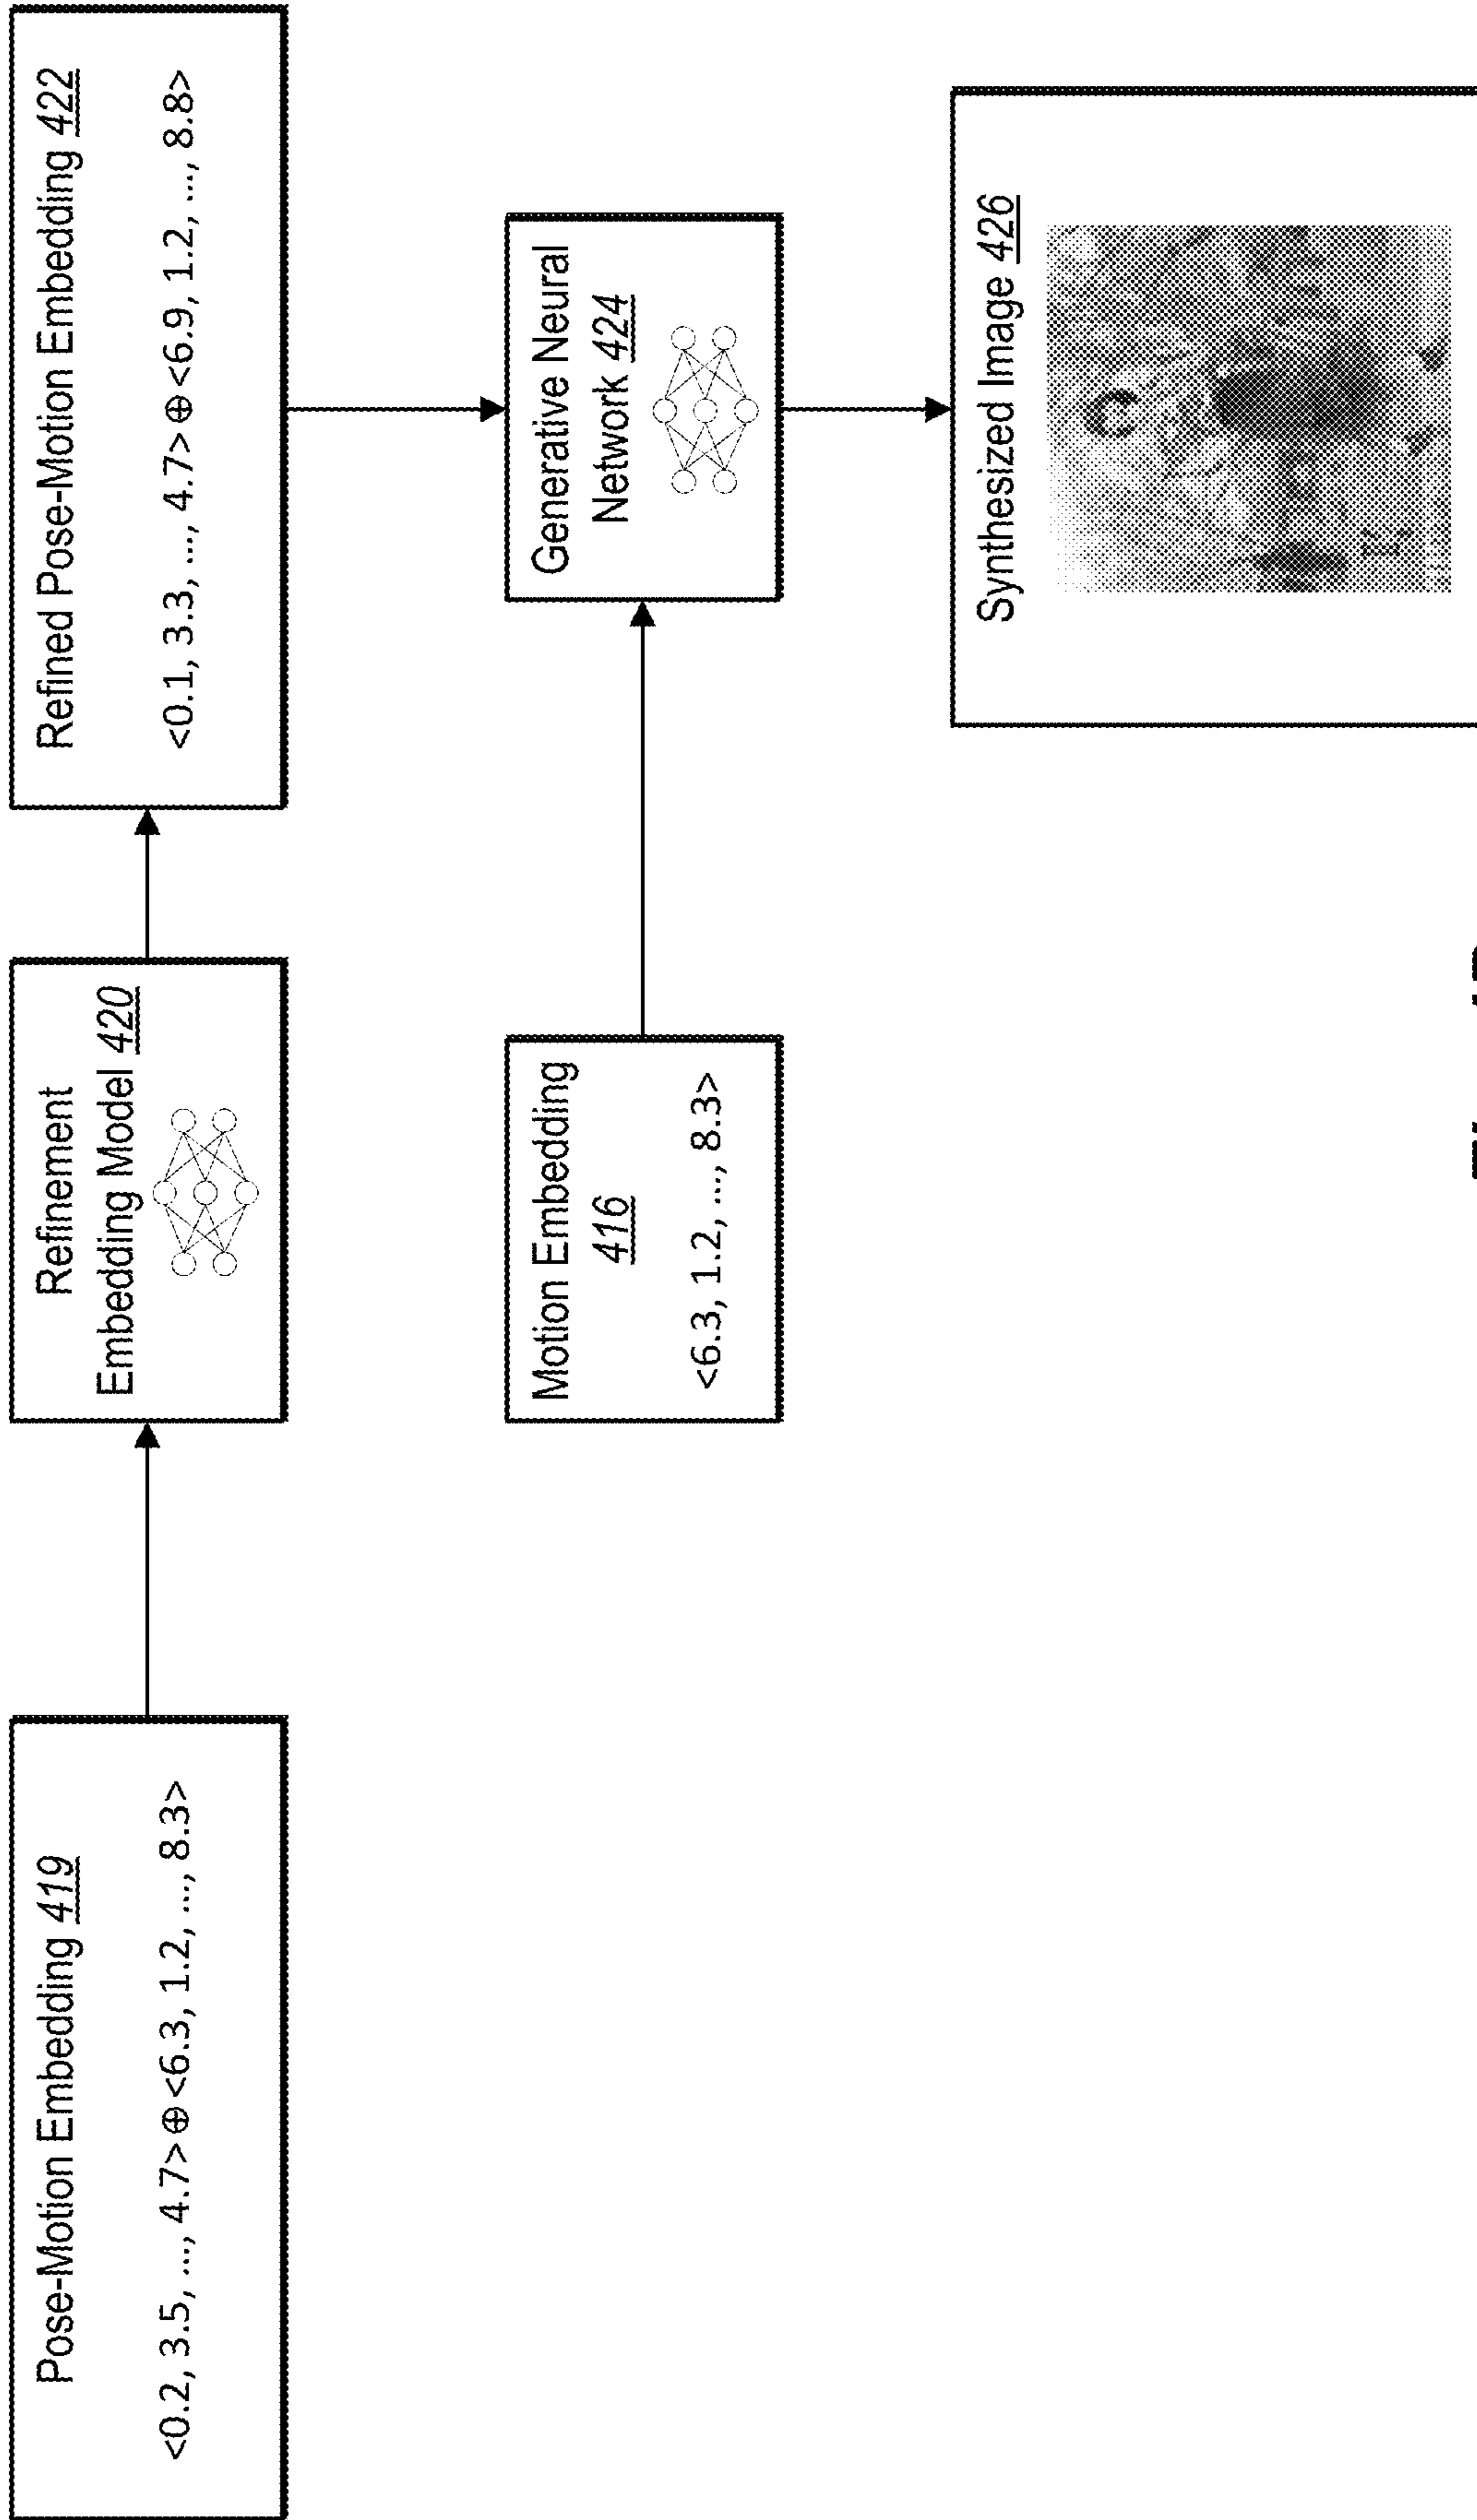 Pose-Motion Embedding 419
<0.2, 3.5, ..., 4.7>⊕<6.3, 1.2, ..., 8.3>
Refinement
Embedding Model 420
Refined Pose-Motion Embedding 422
<0.1, 3.3, ..., 4.7>⊕<6.9, 1.2, ..., 8.8>
Motion Embedding
416
<6.3, 1.2, ..., 8.3>
Generative Neural
Network 424
Synthesized Image 426